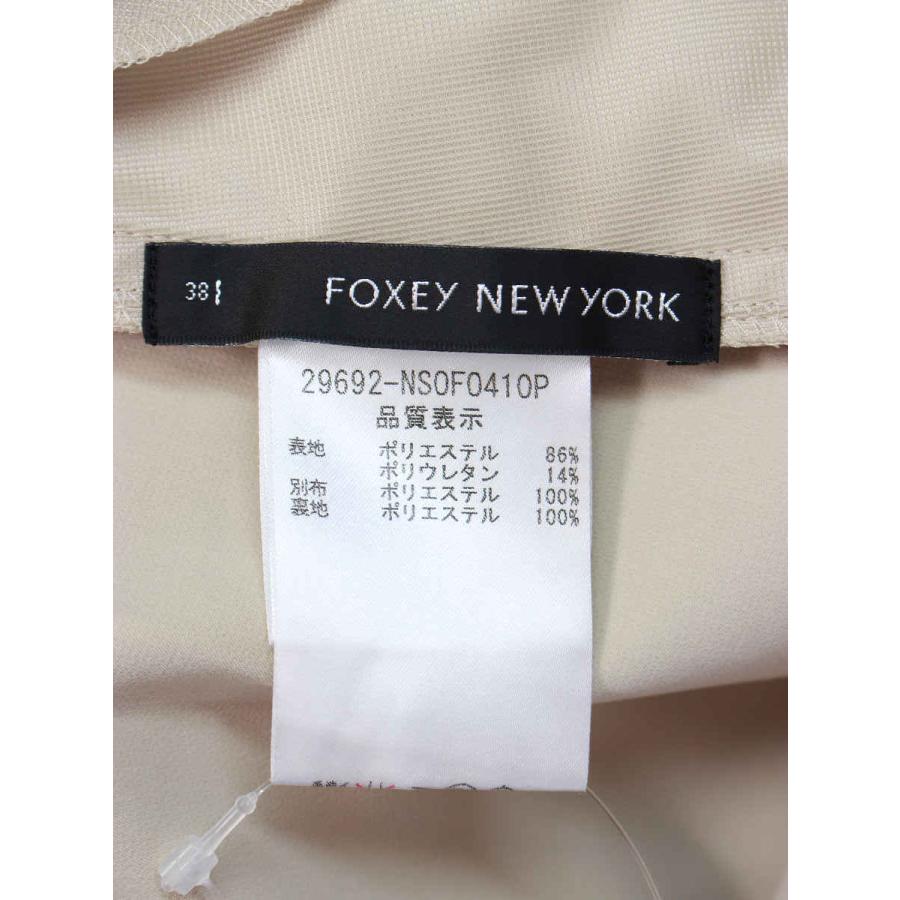 38
FOXEY NEW YORK
29692-NSOF0410P
品質表示
表地 ポリエステル 86%
ポリウレタン 14%
別布 ポリエステル 100%
裏地 ポリエステル 100%